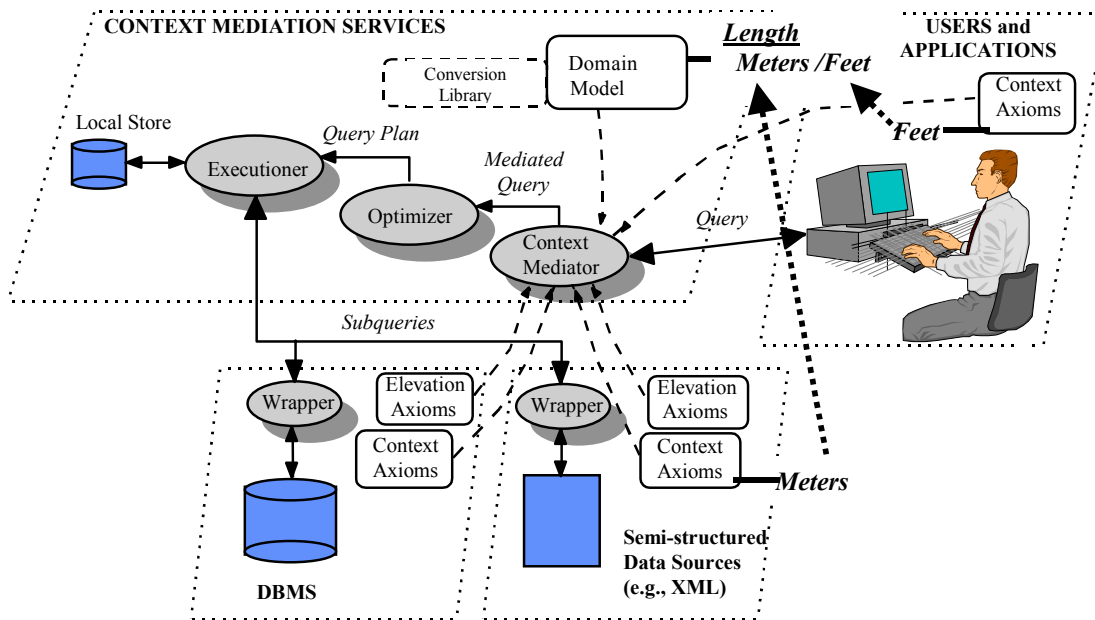 CONTEXT MEDIATION SERVICES
USERS and
APPLICATIONS
Length
Meters /Feet
Conversion
Library
Domain
Model
Context
Axioms
Feet
Local Store
Query Plan
Executioner
Mediated
Query
Optimizer
Context
Mediator
Query
Subqueries
Wrapper
Elevation
Axioms
Context
Axioms
Wrapper
Elevation
Axioms
Context
Axioms
Meters
DBMS
Semi-structured
Data Sources
(e.g., XML)